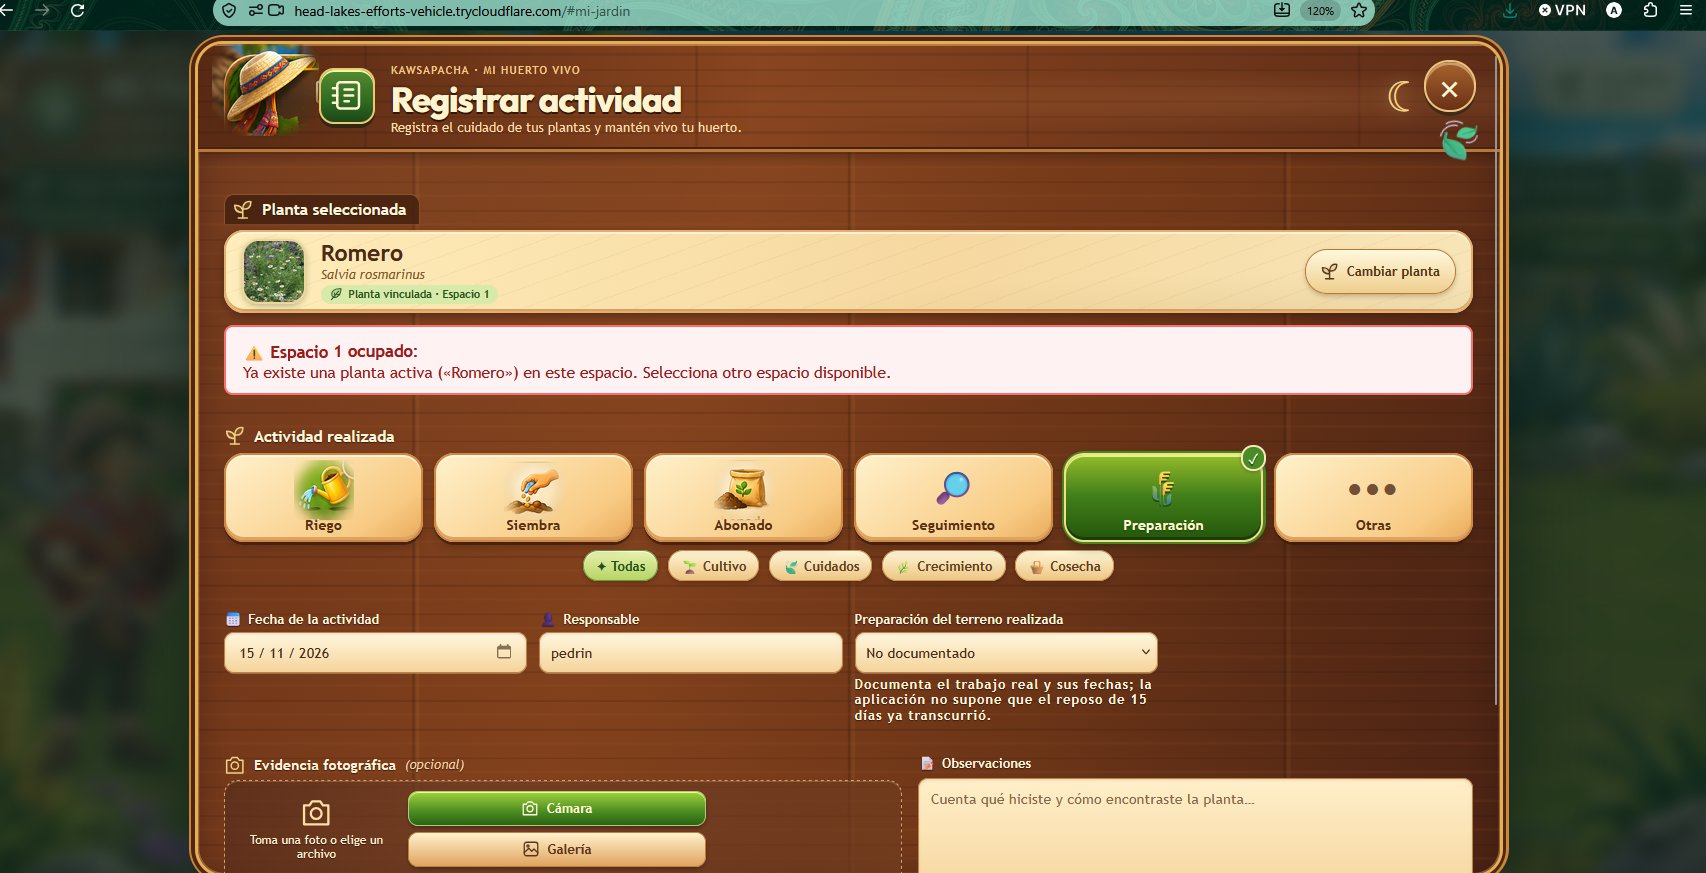 head-lakes-efforts-vehicle.trycloudflare.com/#mi-jardin
120%
VPN
A
KAWSAPACHA · MI HUERTO VIVO
Registrar actividad
Registra el cuidado de tus plantas y mantén vivo tu huerto.
Planta seleccionada
Romero
Salvia rosmarinus
Planta vinculada · Espacio 1
Cambiar planta
Espacio 1 ocupado:
Ya existe una planta activa («Romero») en este espacio. Selecciona otro espacio disponible.
Actividad realizada
Riego
Siembra
Abonado
Seguimiento
Preparación
Otras
Todas
Cultivo
Cuidados
Crecimiento
Cosecha
Fecha de la actividad
Responsable
Preparación del terreno realizada
15 / 11 / 2026
pedrin
No documentado
Documenta el trabajo real y sus fechas; la
aplicación no supone que el reposo de 15
días ya transcurrió.
Evidencia fotográfica (opcional)
Observaciones
Toma una foto o elige un
archivo
Cámara
Galería
Cuenta qué hiciste y cómo encontraste la planta...